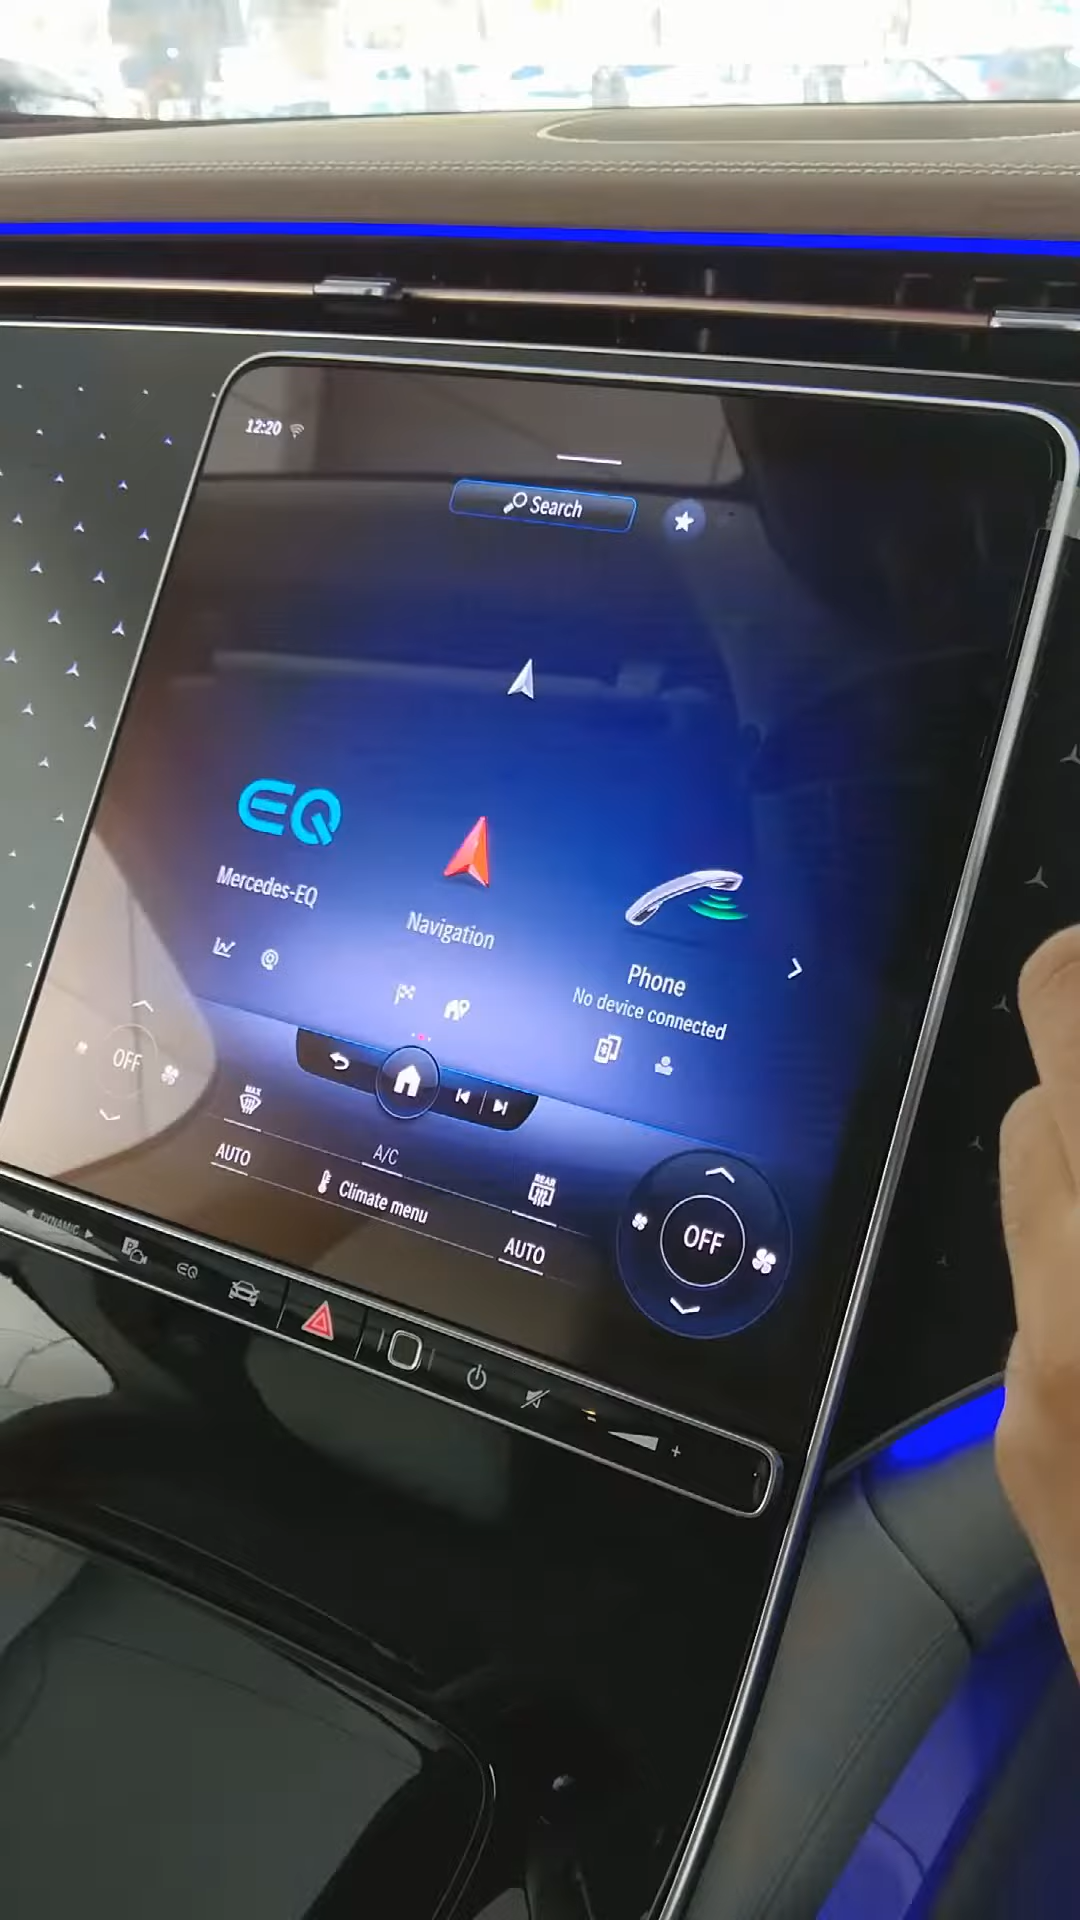 12:20
Search
EQ
Mercedes-EQ
Navigation
Phone
No device connected
OFF
MAX
AUTO
A/C
Climate menu
REAR
AUTO
OFF
DYNAMIC
P
EQ
+